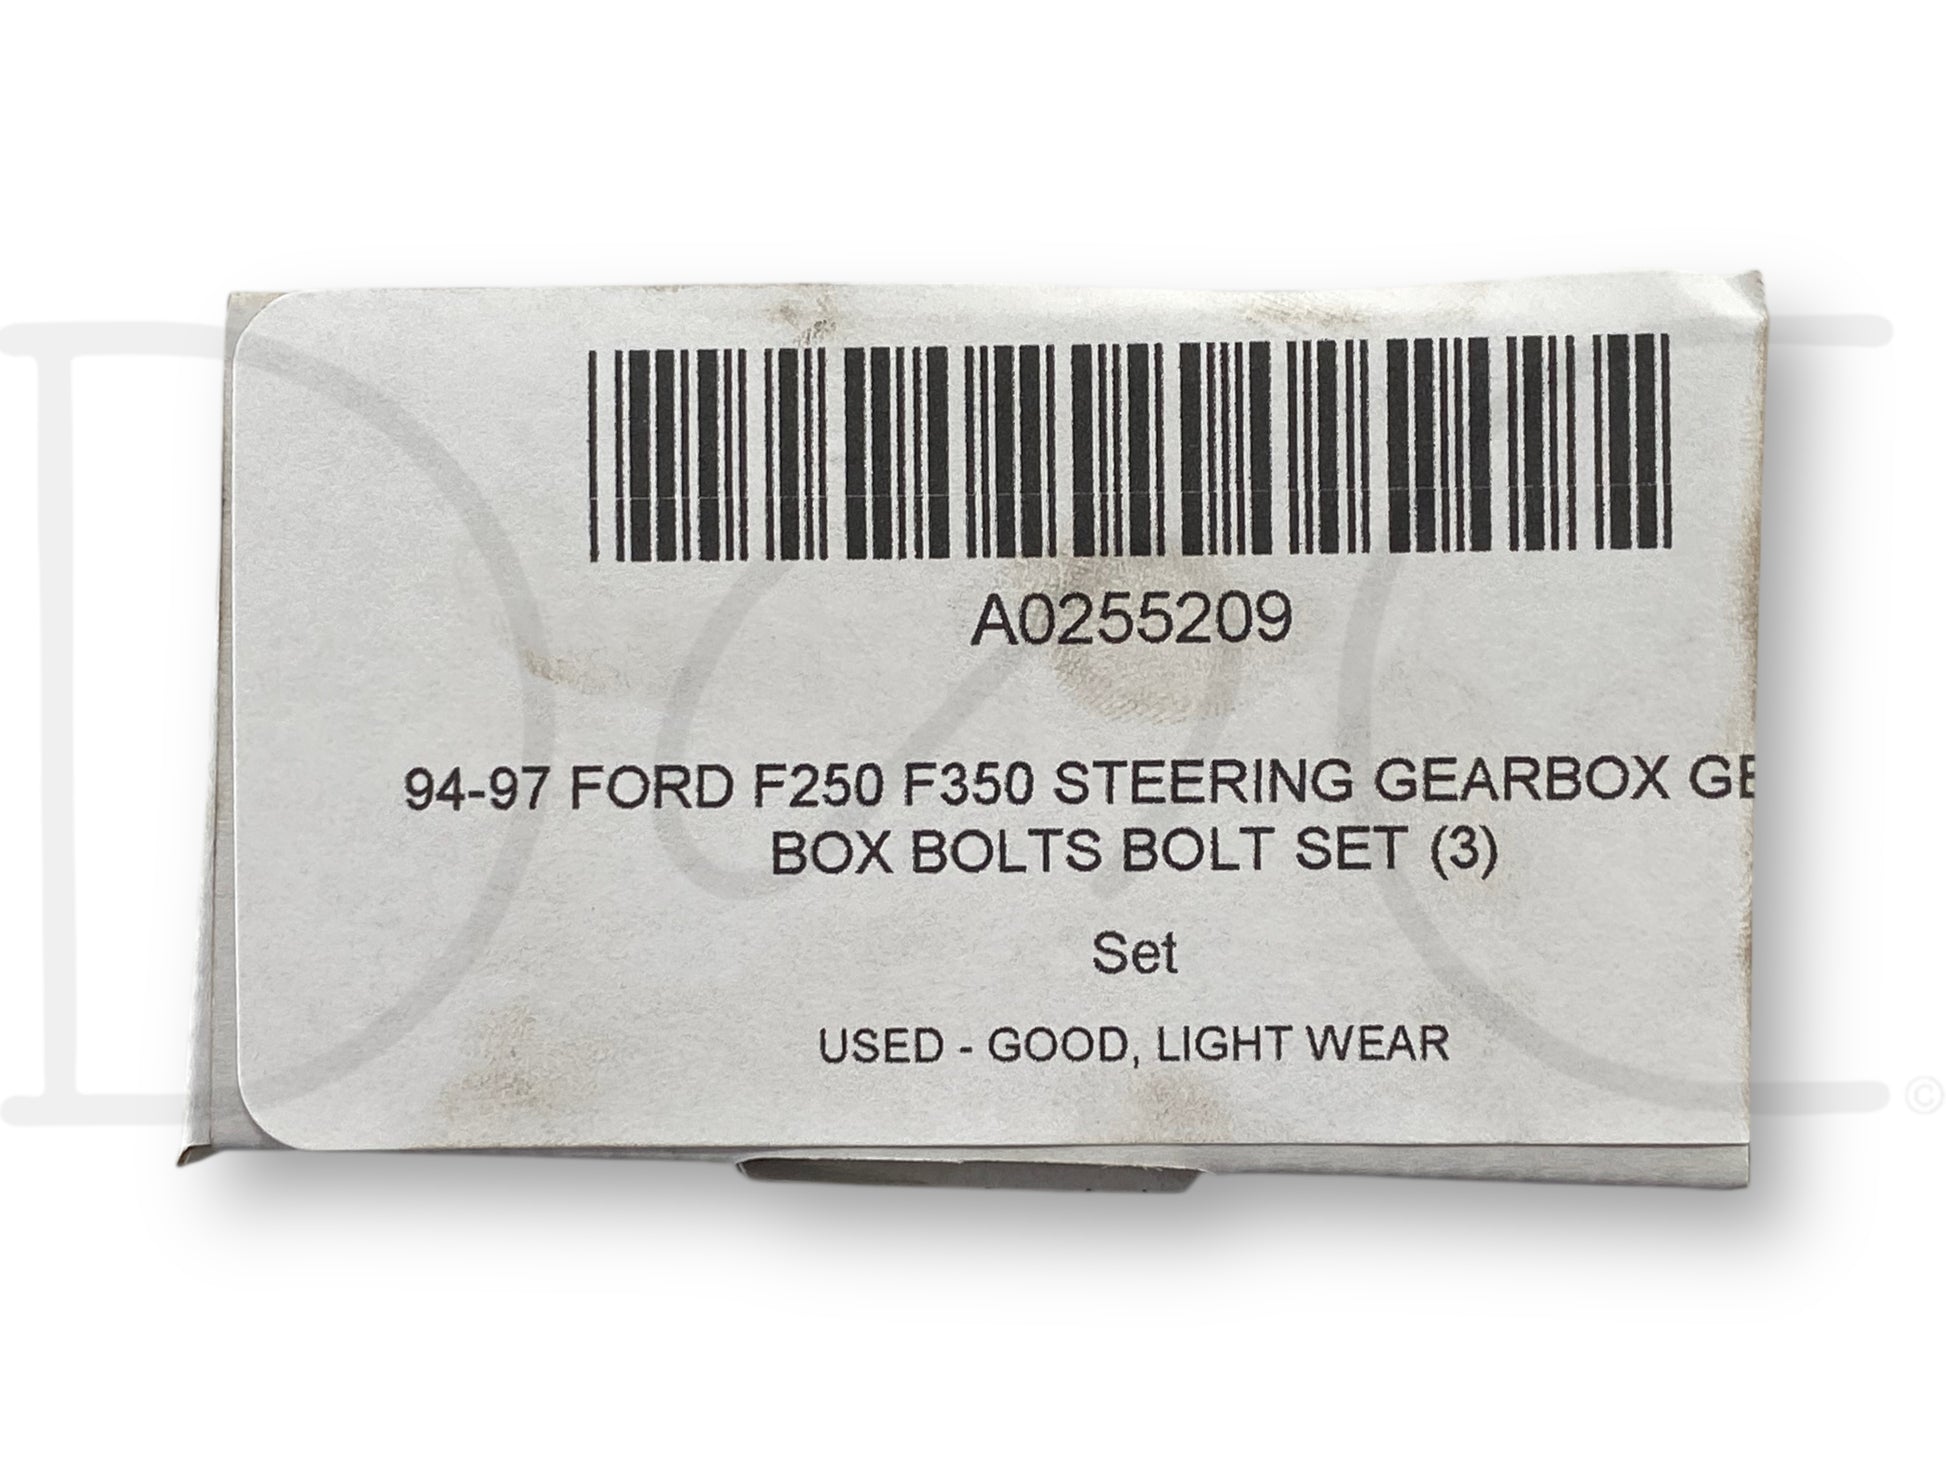 A0255209
94-97 FORD F250 F350 STEERING GEARBOX GE
BOX BOLTS BOLT SET (3)
Set
USED - GOOD, LIGHT WEAR
©